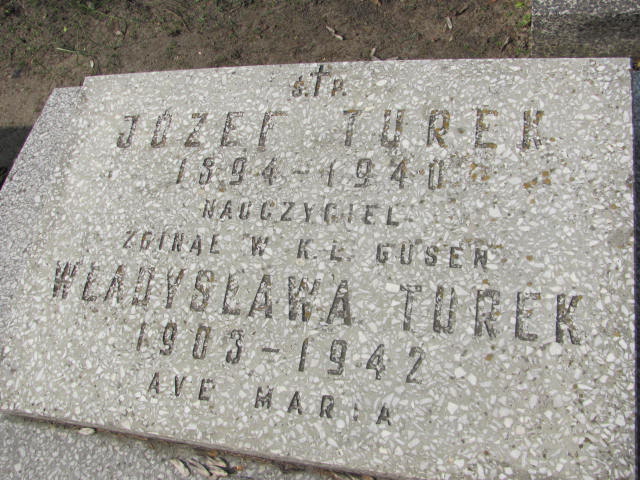 Ś.†P.
JÓZEF TUREK
1894-1940
NAUCZYCIEL
ZGINĄŁ W K.L. GUSEN
WŁADYSŁAWA TUREK
1903-1942
AVE MARIA